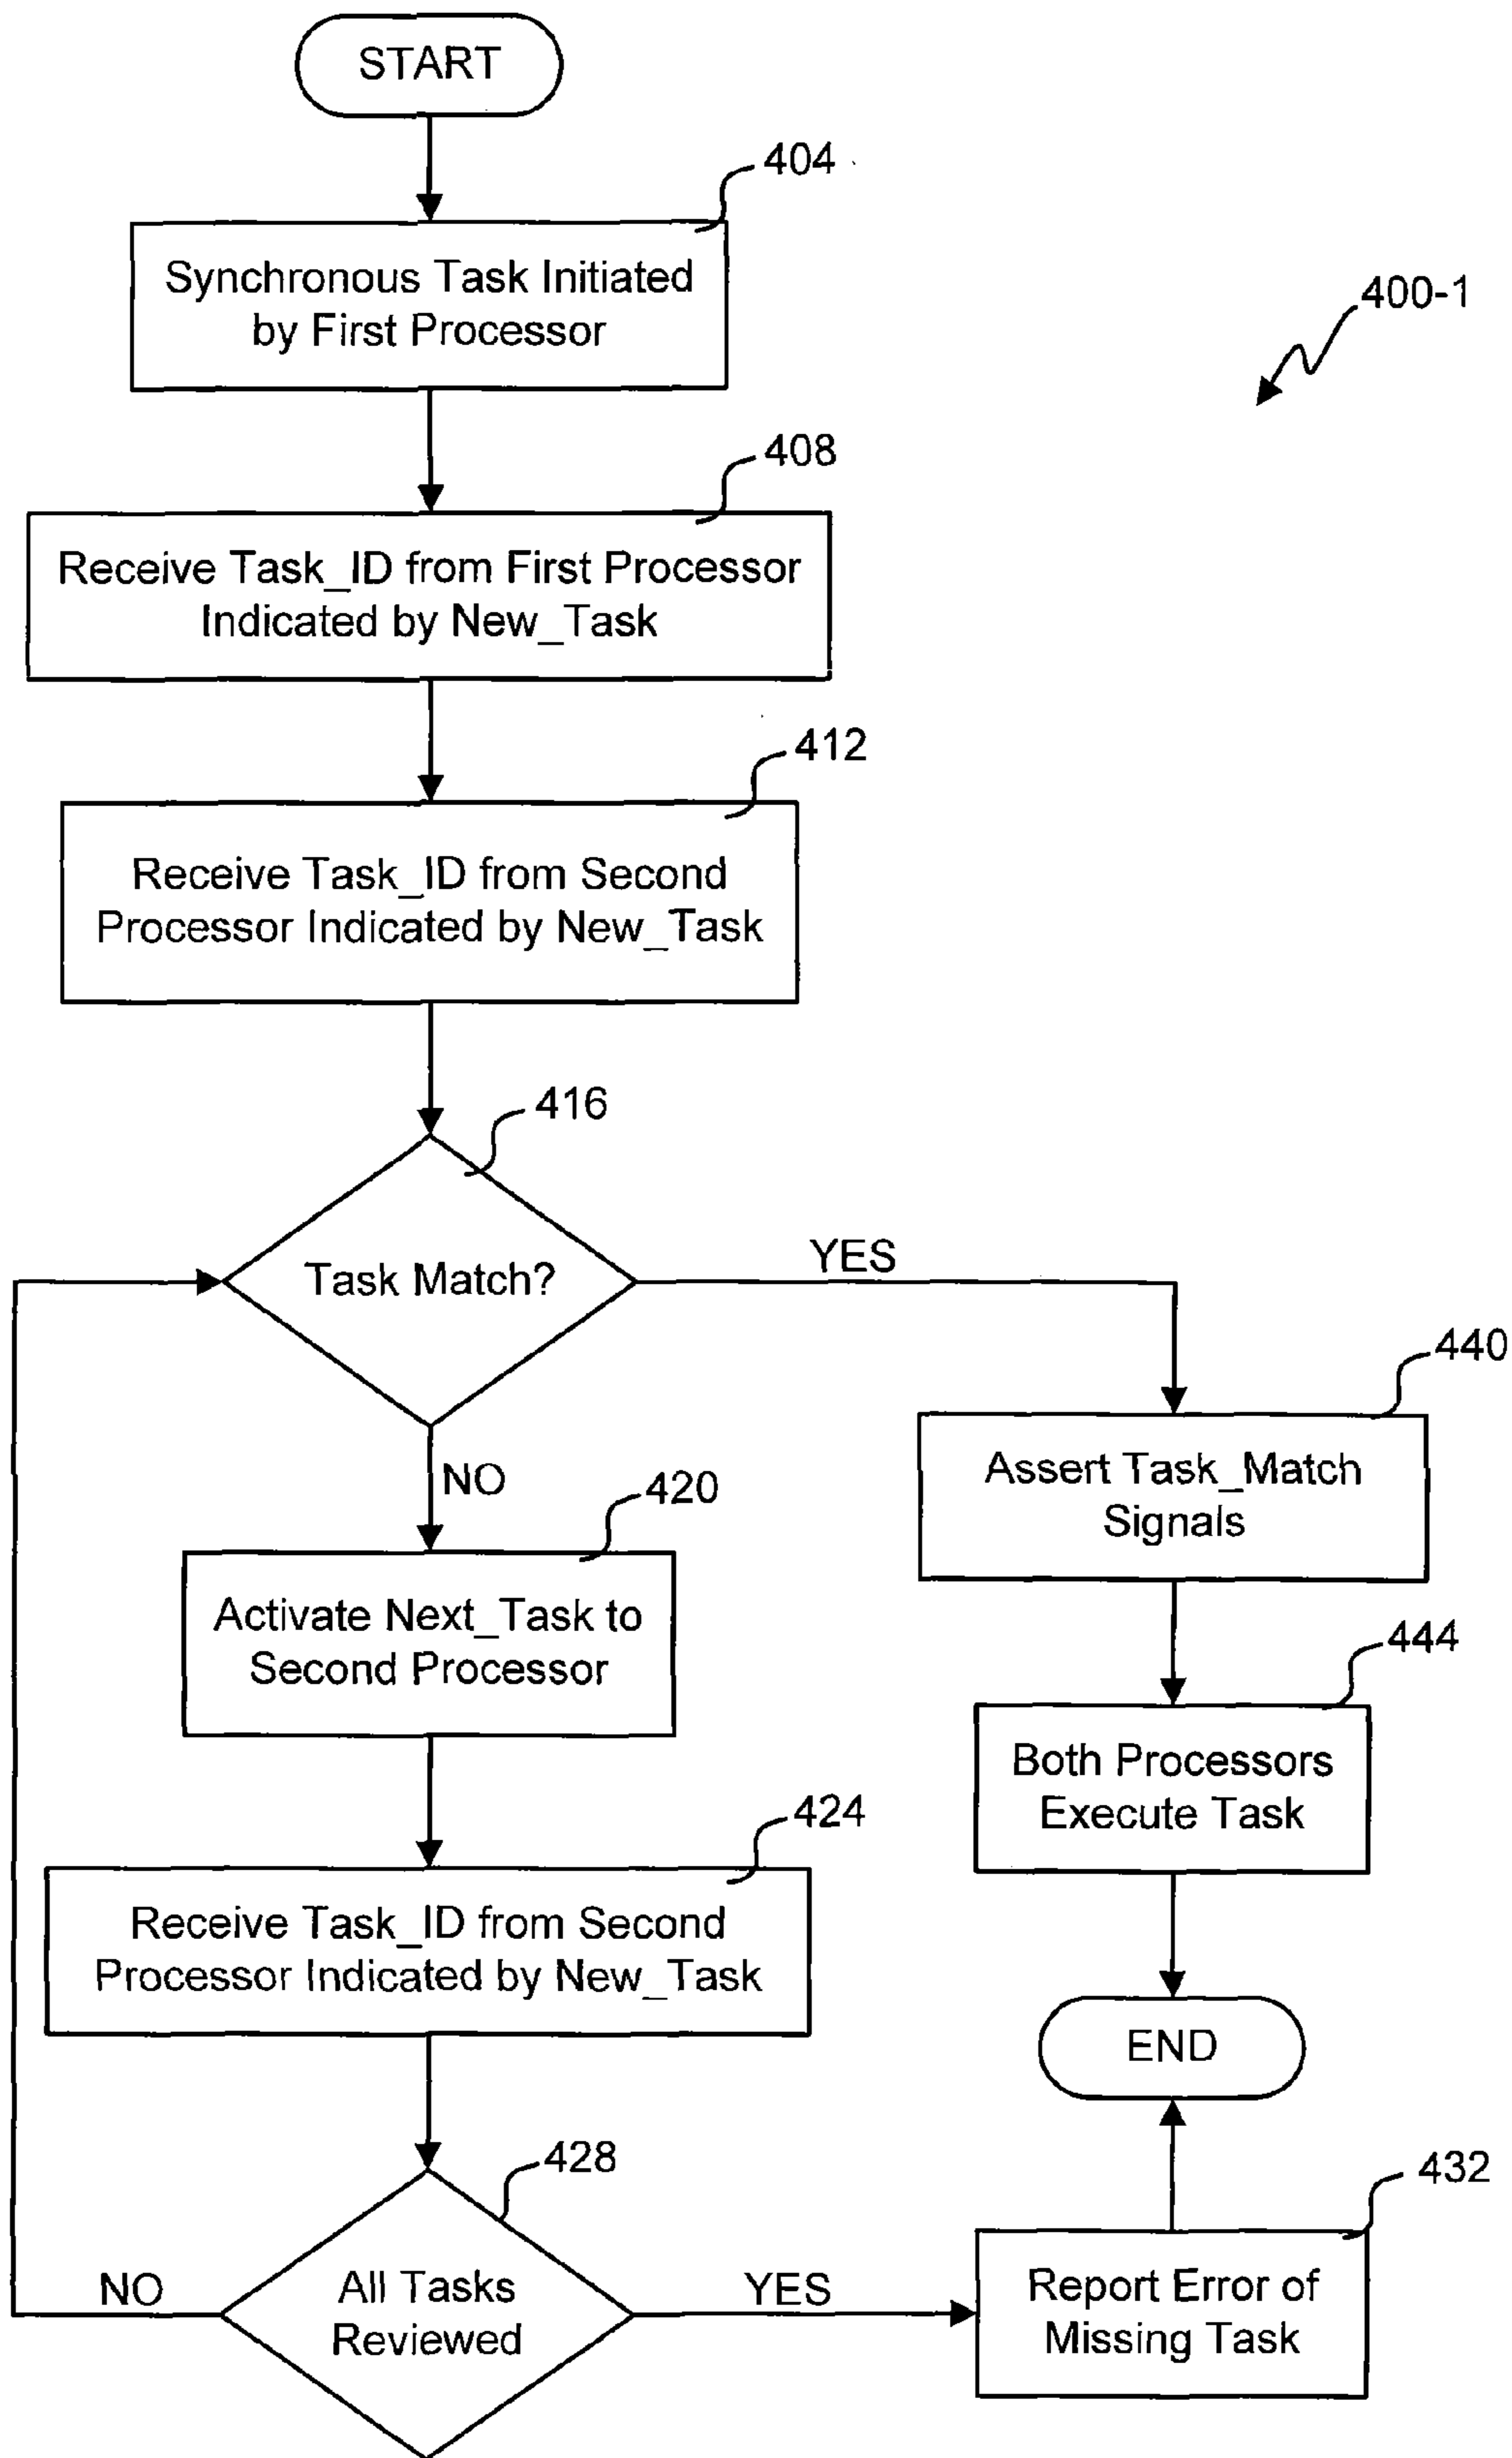 START
404
Synchronous Task Initiated
by First Processor
400-1
408
Receive Task_ID from First Processor
Indicated by New_Task
412
Receive Task_ID from Second
Processor Indicated by New_Task
416
Task Match?
YES
NO
440
Assert Task_Match
Signals
420
Activate Next_Task to
Second Processor
444
Both Processors
Execute Task
424
Receive Task_ID from Second
Processor Indicated by New_Task
END
428
All Tasks
Reviewed
NO
YES
432
Report Error of
Missing Task